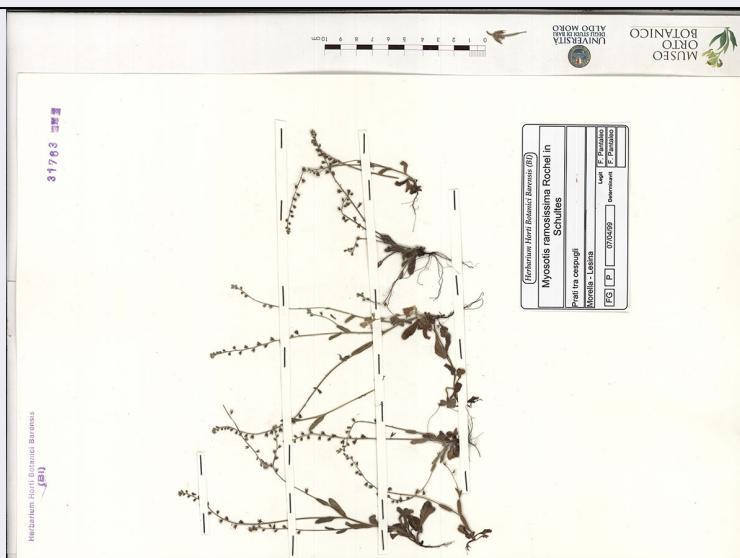 MUSEO
ORTO
BOTANICO
UNIVERSITÀ
DEGLI STUDI DI BARI
ALDO MORO
0 1 2 3 4 5 6 7 8 9 10 cm
31763
Herbarium Horti Botanici Barensis (BI)
Myosotis ramosissima Rochel in
Schultes
Prati tra cespugli
Morella - Lesina
FG P 07/04/99
Legit F. Pantaleo
Determinavit F. Pantaleo
Herbarium Horti Botanici Barensis
(BI)